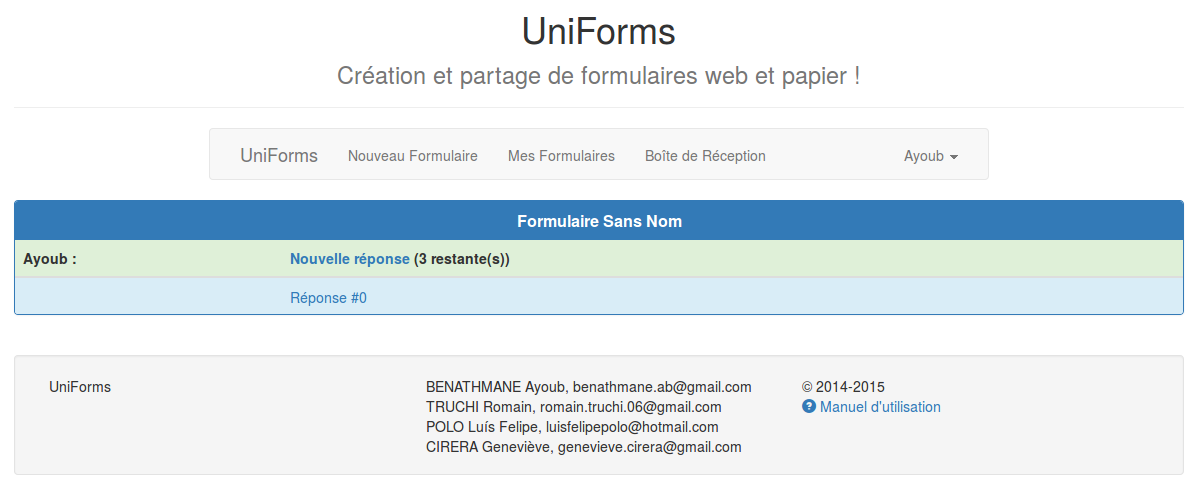 UniForms
Création et partage de formulaires web et papier !
UniForms Nouveau Formulaire Mes Formulaires Boîte de Réception Ayoub
Formulaire Sans Nom
Ayoub : Nouvelle réponse (3 restante(s))
Réponse #0
UniForms
BENATHMANE Ayoub, benathmane.ab@gmail.com
TRUCHI Romain, romain.truchi.06@gmail.com
POLO Luís Felipe, luisfelipepolo@hotmail.com
CIRERA Geneviève, genevieve.cirera@gmail.com
© 2014-2015
Manuel d'utilisation